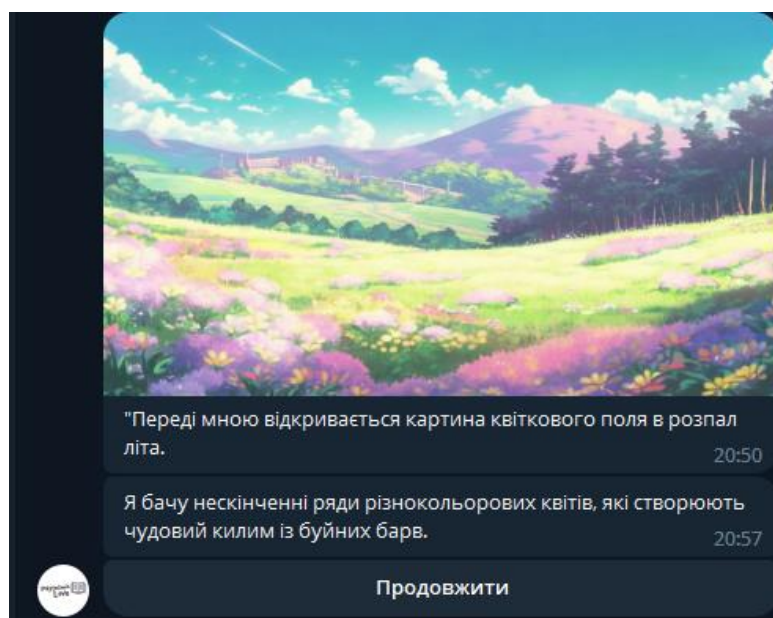 "Переді мною відкривається картина квіткового поля в розпал
літа.
20:50
Я бачу нескінченні ряди різнокольорових квітів, які створюють
чудовий килим із буйних барв.
20:57
Продовжити
Love